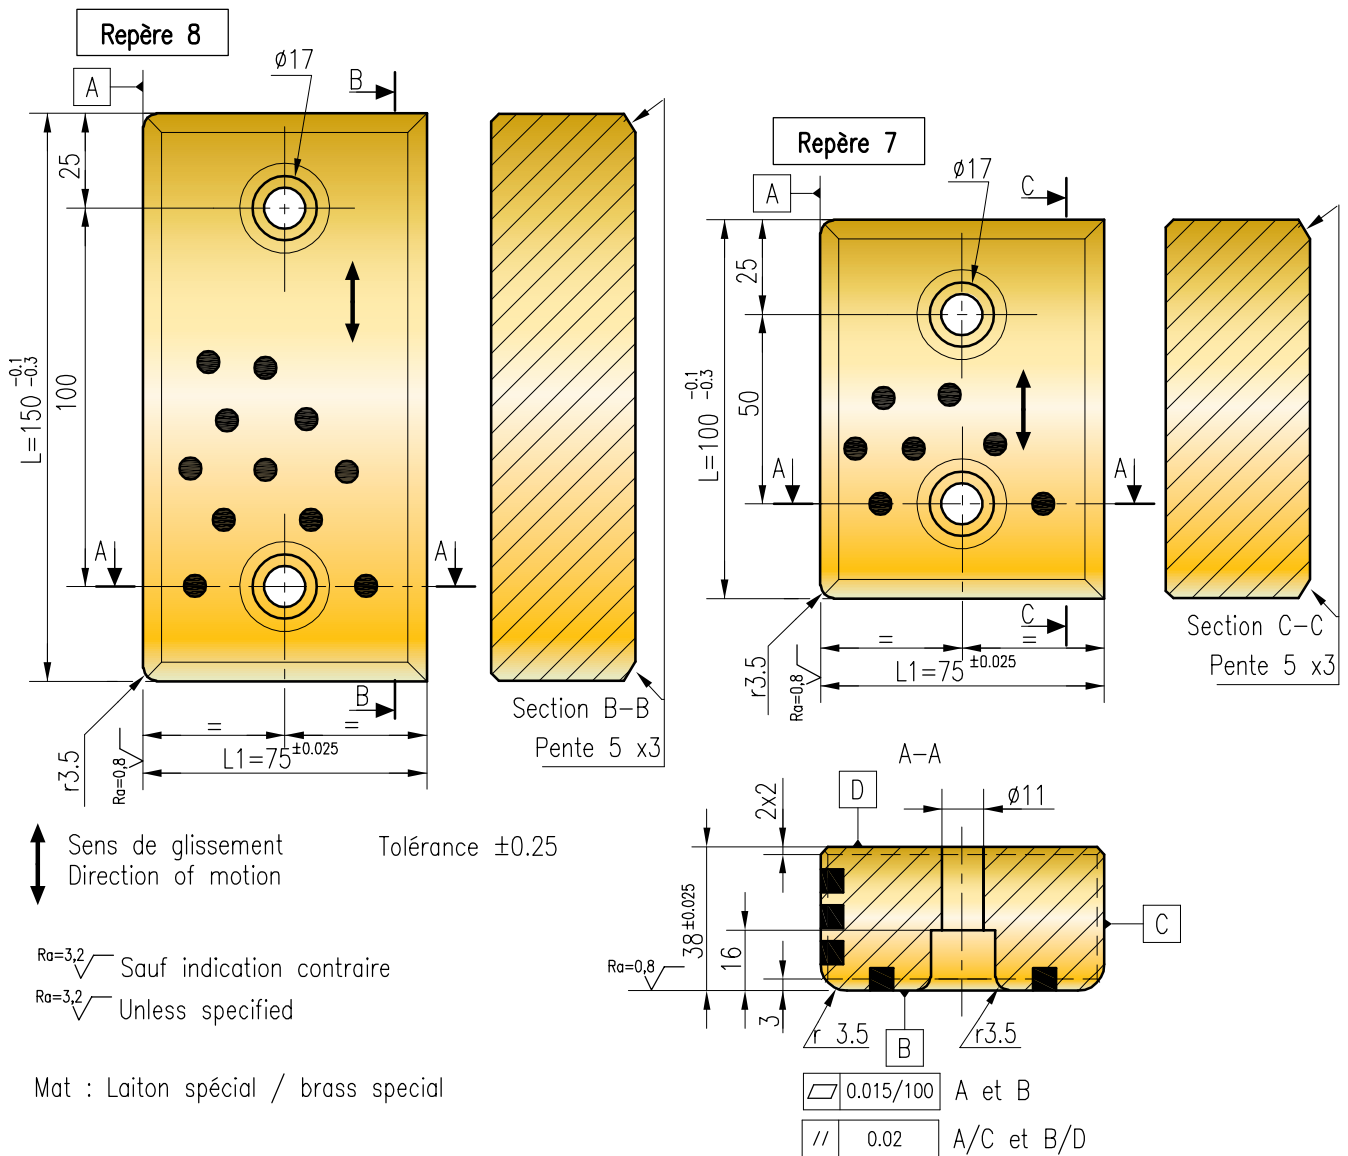 Repère 8
A
ø17
B
25
100
L=150 -0.1 -0.3
A
A
B
=
=
L1=75 ±0.025
r3.5
Ra=0,8
Section B-B
Pente 5 x3
Repère 7
A
ø17
C
25
50
L=100 -0.1 -0.3
A
A
C
=
=
L1=75 ±0.025
r3.5
Ra=0,8
Section C-C
Pente 5 x3
Sens de glissement
Direction of motion
Tolérance ±0.25
Ra=3,2 Sauf indication contraire
Ra=3,2 Unless specified
Mat : Laiton spécial / brass special
A-A
D
2x2
ø11
38 ±0.025
16
3
Ra=0,8
C
r 3.5
B
r3.5
0.015/100 A et B
// 0.02 A/C et B/D